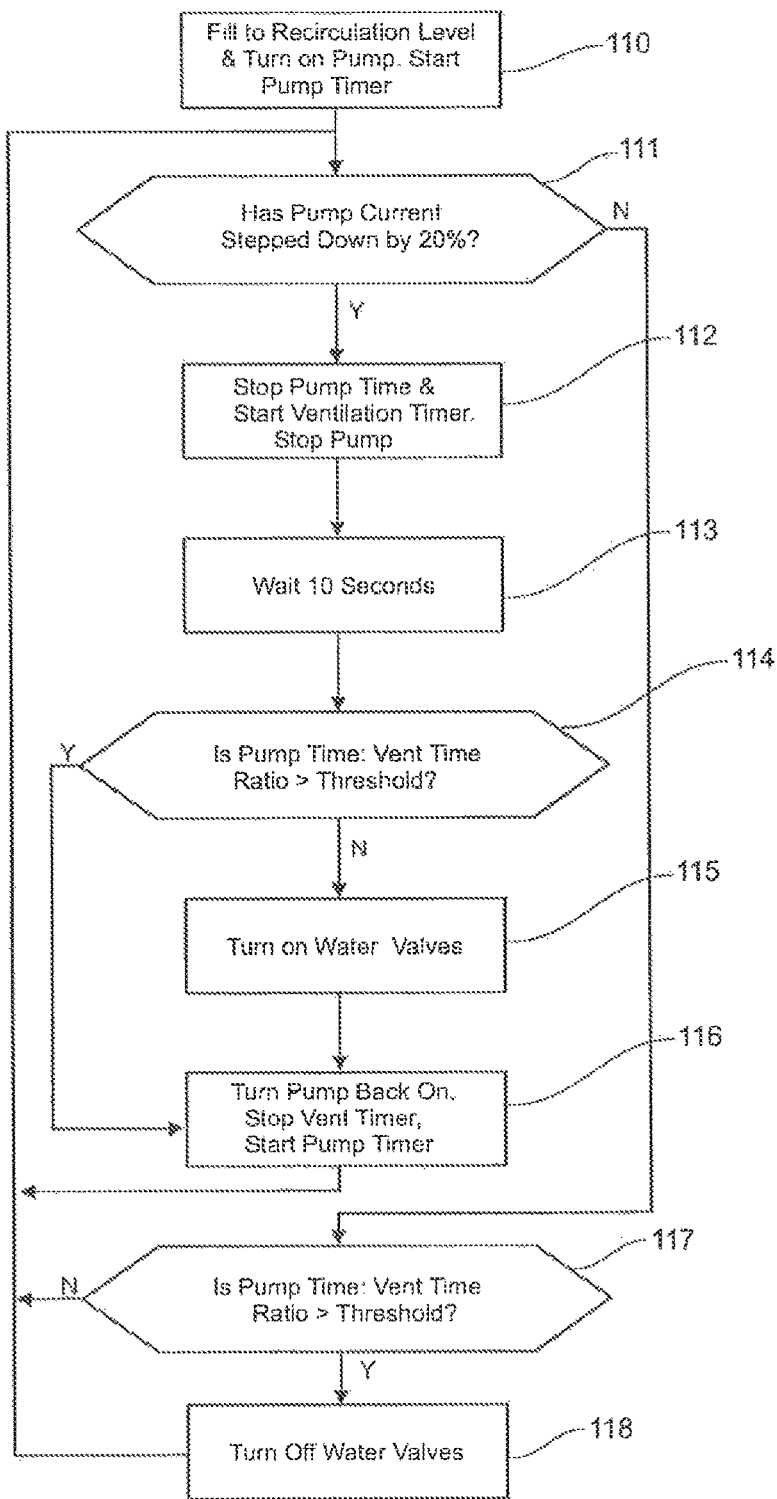 Fill to Recirculation Level
& Turn on Pump. Start
Pump Timer
110
111
Has Pump Current
Stepped Down by 20%?
N
Y
112
Stop Pump Time &
Start Ventilation Timer.
Stop Pump
113
Wait 10 Seconds
114
Y
Is Pump Time: Vent Time
Ratio > Threshold?
N
115
Turn on Water Valves
116
Turn Pump Back On,
Stop Vent Timer,
Start Pump Timer
117
N
Is Pump Time: Vent Time
Ratio > Threshold?
Y
118
Turn Off Water Valves